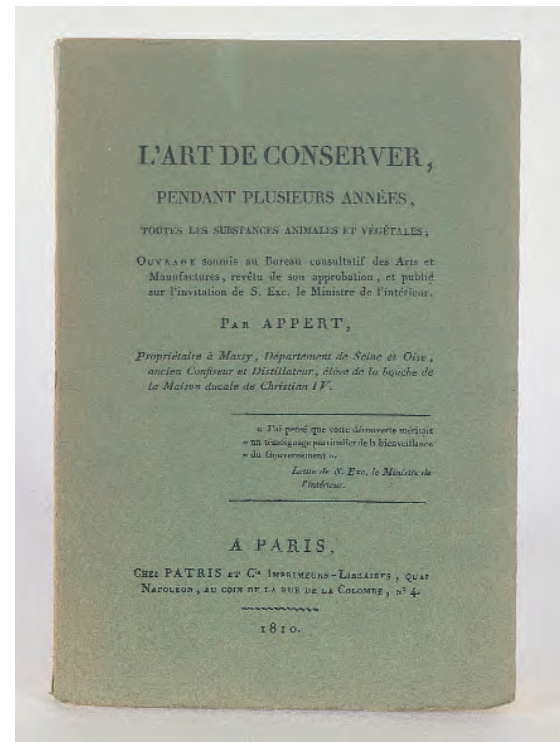 L'ART DE CONSERVER,
PENDANT PLUSIEURS ANNÉES,
TOUTES LES SUBSTANCES ANIMALES ET VÉGÉTALES;
OUVRAGE soumis au Bureau consultatif des Arts et
Manufactures, revêtu de son approbation, et publié
sur l'invitation de S. Exc. le Ministre de l'intérieur.
PAR APPERT,
Propriétaire à Massy, Département de Seine et Oise,
ancien Confiseur et Distillateur, élève de la bouche de
la Maison ducale de Christian IV.
« J'ai pensé que votre découverte méritait
« un témoignage particulier de la bienveillance
« du Gouvernement ».
Lettre de S. Exc. le Ministre de
l'intérieur.
A PARIS,
CHEZ PATRIS ET Cie IMPRIMEURS-LIBRAIRES, QUAI
NAPOLÉON, AU COIN DE LA RUE DE LA COLOMBE, N° 4.
1810.